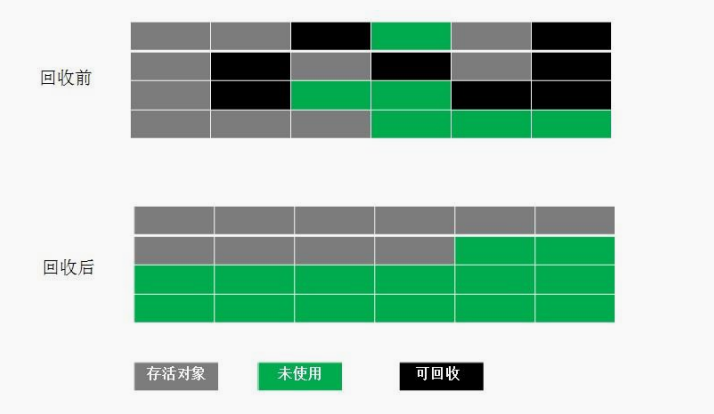 回收前
回收后
存活对象
未使用
可回收